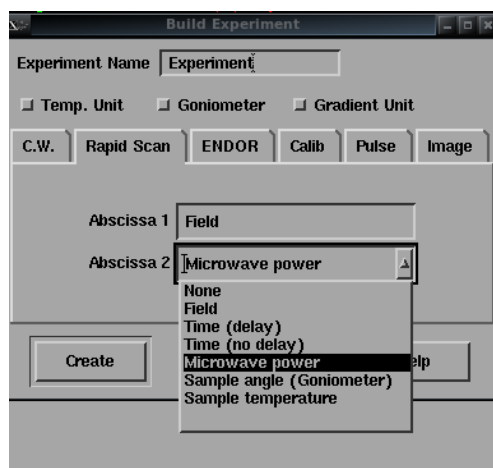 Build Experiment
Experiment Name Experiment
Temp. Unit Goniometer Gradient Unit
C.W. Rapid Scan ENDOR Calib Pulse Image
Abscissa 1 Field
Abscissa 2 Microwave power
None
Field
Time (delay)
Time (no delay)
Microwave power
Create elp
Sample angle (Goniometer)
Sample temperature